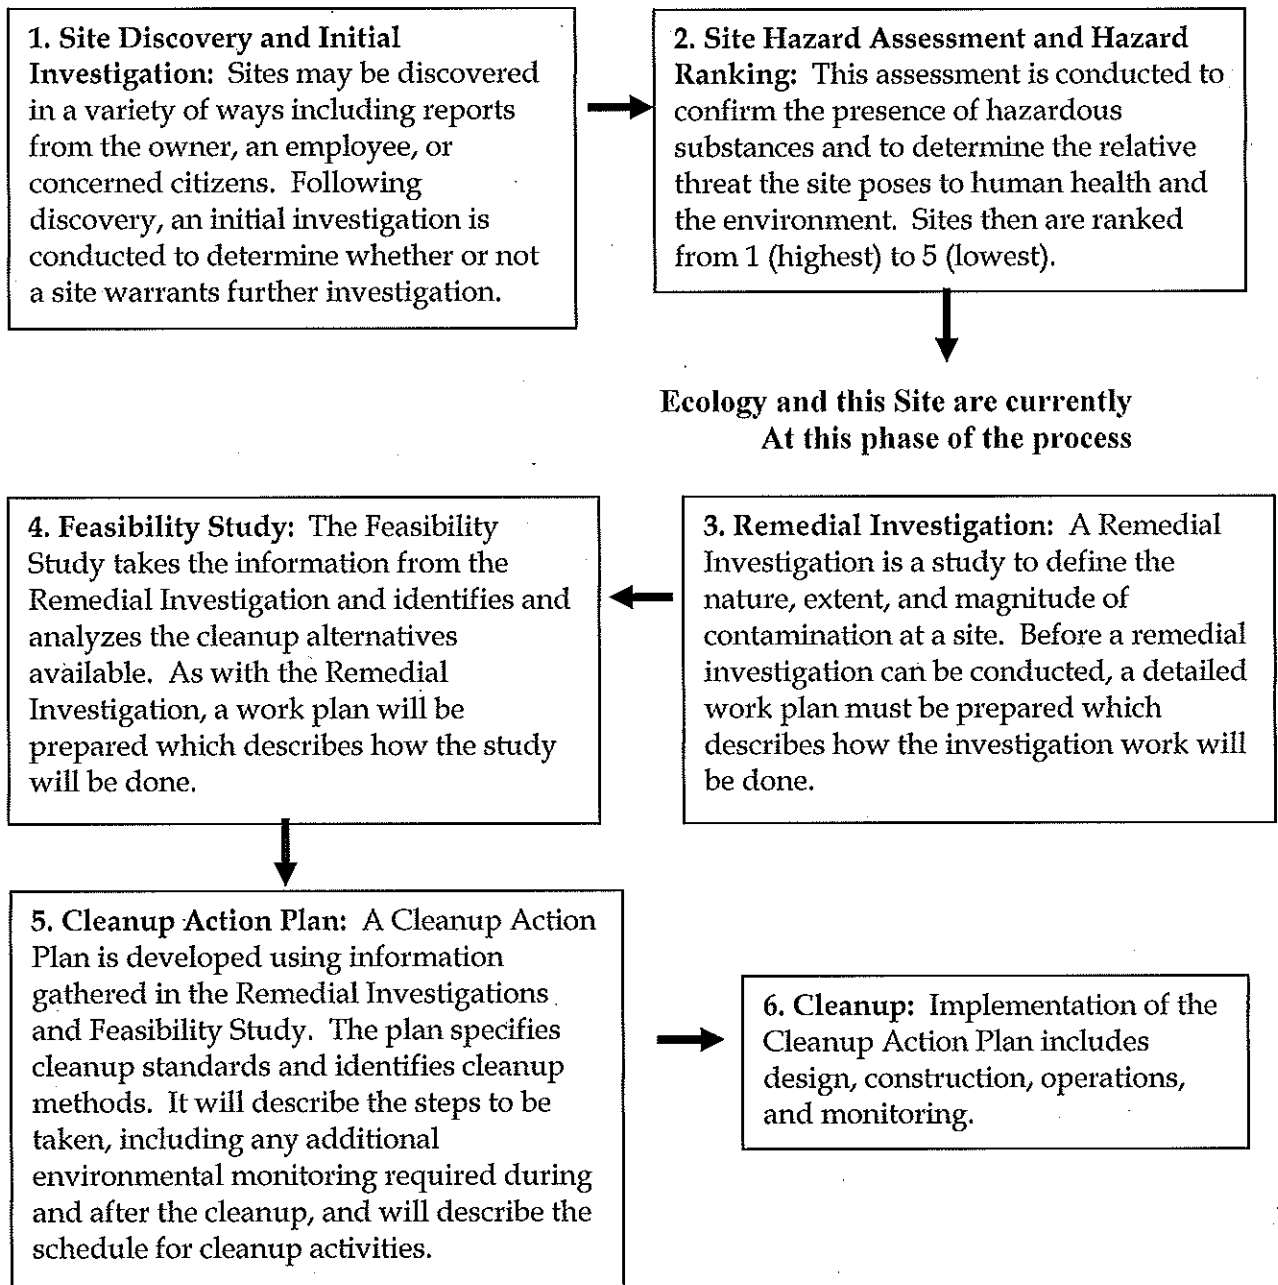 1. Site Discovery and Initial
Investigation: Sites may be discovered
in a variety of ways including reports
from the owner, an employee, or
concerned citizens. Following
discovery, an initial investigation is
conducted to determine whether or not
a site warrants further investigation.
2. Site Hazard Assessment and Hazard
Ranking: This assessment is conducted to
confirm the presence of hazardous
substances and to determine the relative
threat the site poses to human health and
the environment. Sites then are ranked
from 1 (highest) to 5 (lowest).
Ecology and this Site are currently
At this phase of the process
3. Remedial Investigation: A Remedial
Investigation is a study to define the
nature, extent, and magnitude of
contamination at a site. Before a remedial
investigation can be conducted, a detailed
work plan must be prepared which
describes how the investigation work will
be done.
4. Feasibility Study: The Feasibility
Study takes the information from the
Remedial Investigation and identifies and
analyzes the cleanup alternatives
available. As with the Remedial
Investigation, a work plan will be
prepared which describes how the study
will be done.
5. Cleanup Action Plan: A Cleanup Action
Plan is developed using information
gathered in the Remedial Investigations
and Feasibility Study. The plan specifies
cleanup standards and identifies cleanup
methods. It will describe the steps to be
taken, including any additional
environmental monitoring required during
and after the cleanup, and will describe the
schedule for cleanup activities.
6. Cleanup: Implementation of the
Cleanup Action Plan includes
design, construction, operations,
and monitoring.